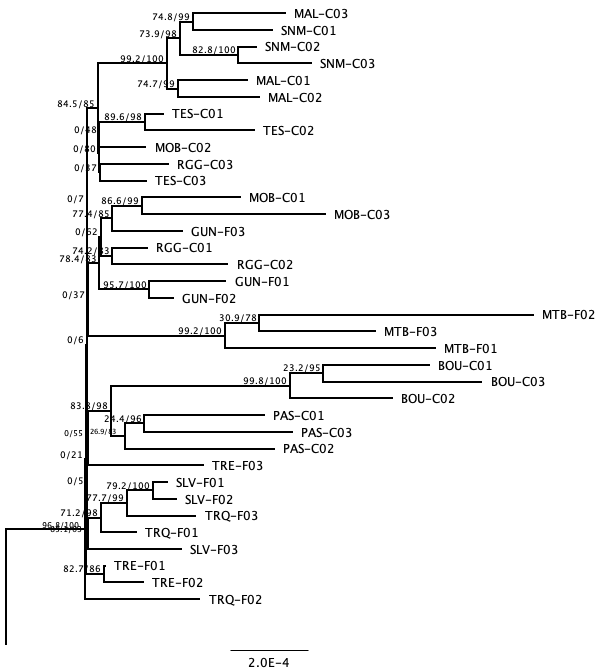 74.8/99 MAL-C03
73.9/98 SNM-C01
82.8/100 SNM-C02
99.2/100 SNM-C03
74.7/99 MAL-C01
MAL-C02
84.5/85
89.6/98 TES-C01
0/48 TES-C02
0/80 MOB-C02
0/37 RGG-C03
TES-C03
0/7 86.6/99 MOB-C01
77.4/85 MOB-C03
0/62 GUN-F03
74.2/83 RGG-C01
78.4/83 RGG-C02
95.7/100 GUN-F01
0/37 GUN-F02
30.9/78 MTB-F02
99.2/100 MTB-F03
0/6 MTB-F01
23.2/95 BOU-C01
99.8/100 BOU-C03
BOU-C02
83.3/98
24.4/96 PAS-C01
0/55 26.9/83 PAS-C03
0/21 PAS-C02
TRE-F03
0/5 79.2/100 SLV-F01
77.7/99 SLV-F02
71.2/98 TRQ-F03
96.8/100 TRQ-F01
SLV-F03
82.7/86 TRE-F01
TRE-F02
TRQ-F02
2.0E-4